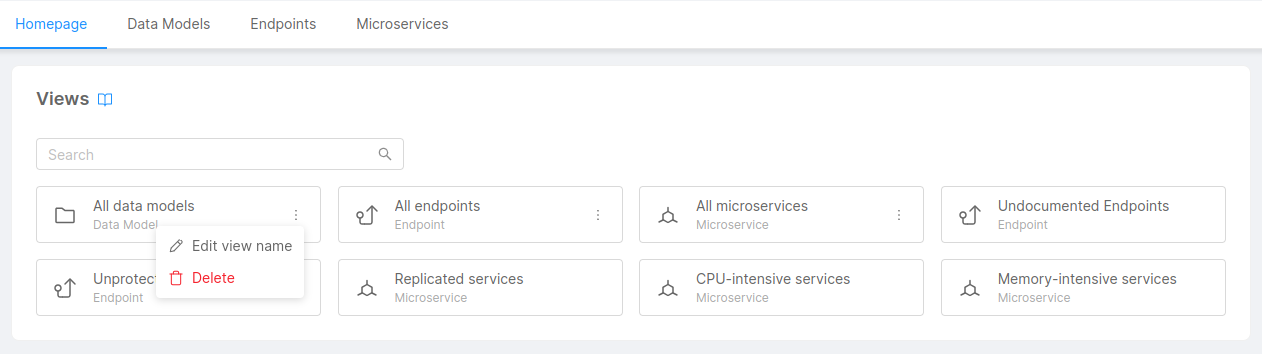 Homepage Data Models Endpoints Microservices
Views
Search
All data models All endpoints All microservices Undocumented Endpoints
Data Model Endpoint Microservice Endpoint
Edit view name
Delete
Replicated services CPU-intensive services Memory-intensive services
Endpoint Microservice Microservice Microservice